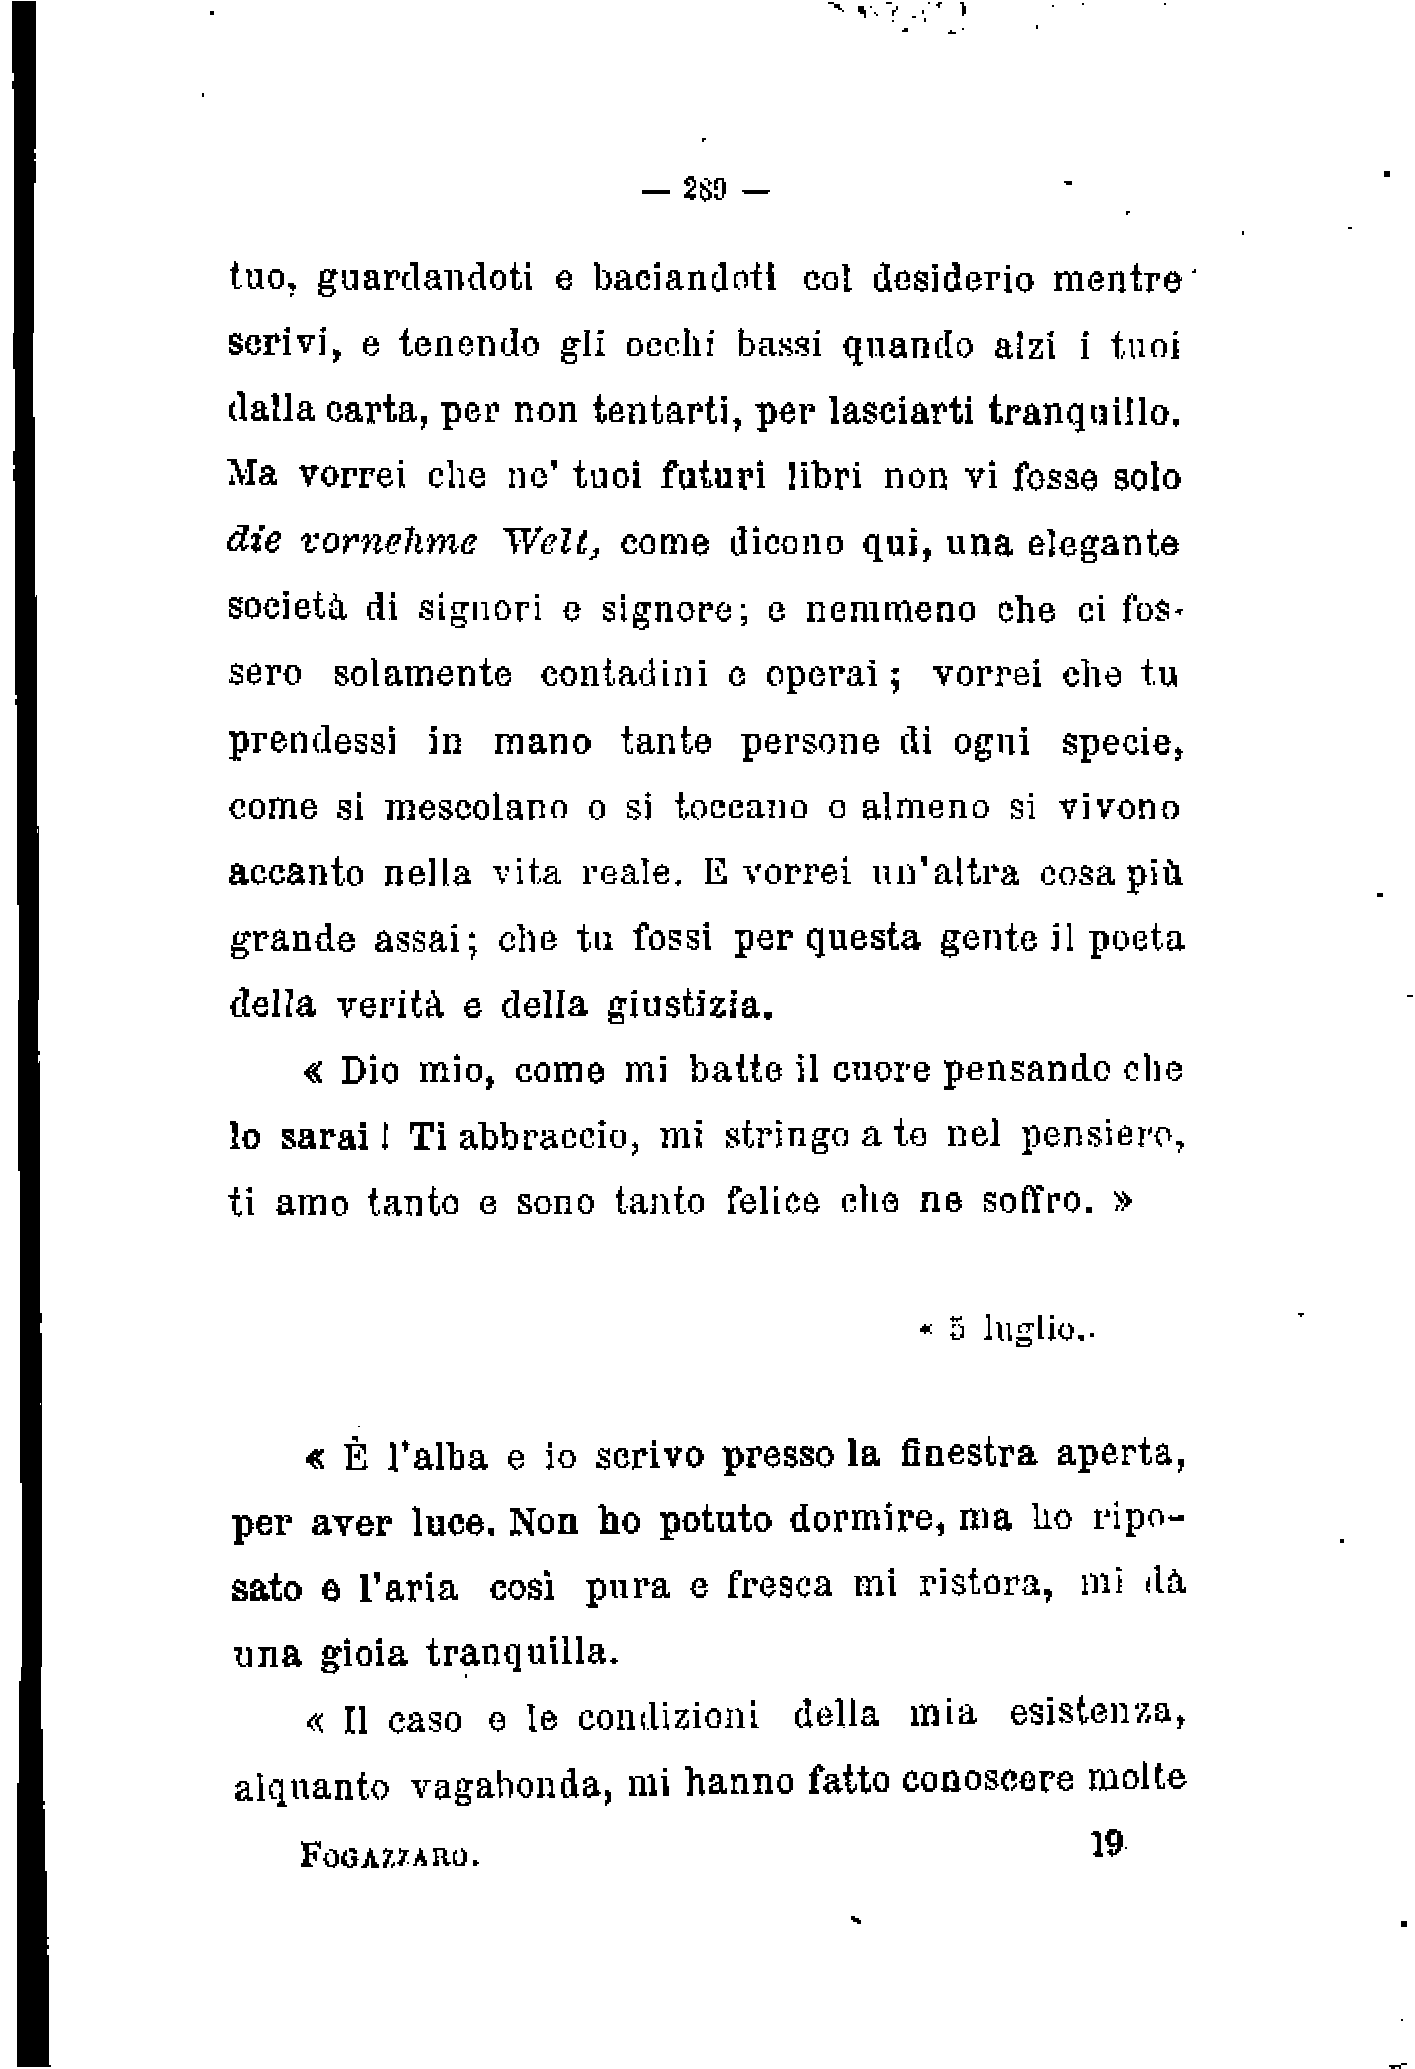 — 289 —
tuo, guardandoti e baciandoti col desiderio mentre
scrivi, e tenendo gli occhi bassi quando alzi i tuoi
dalla carta, per non tentarti, per lasciarti tranquillo.
Ma vorrei che ne' tuoi futuri libri non vi fosse solo
die vornehme Welt, come dicono qui, una elegante
società di signori e signore; e nemmeno che ci fos-
sero solamente contadini e operai; vorrei che tu
prendessi in mano tante persone di ogni specie,
come si mescolano o si toccano o almeno si vivono
accanto nella vita reale. E vorrei un'altra cosa più
grande assai; che tu fossi per questa gente il poeta
della verità e della giustizia.
« Dio mio, come mi batte il cuore pensando che
lo sarai! Ti abbraccio, mi stringo a te nel pensiero,
ti amo tanto e sono tanto felice che ne soffro. »
« 5 luglio.
« È l'alba e io scrivo presso la finestra aperta,
per aver luce. Non ho potuto dormire, ma ho ripo-
sato e l'aria così pura e fresca mi ristora, mi dà
una gioia tranquilla.
« Il caso e le condizioni della mia esistenza,
alquanto vagabonda, mi hanno fatto conoscere molte
FOGAZZARO. 19